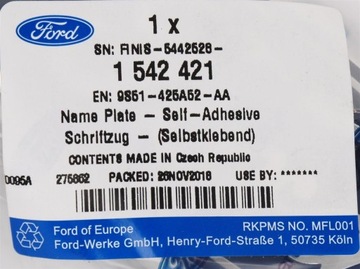 Ford
1 x
SN: FINIS-5442526-
1 542 421
EN: 9S51-425A52-AA
Name Plate - Self-Adhesive
Schriftzug - (Selbstklebend)
CONTENTS MADE IN Czech Republic
D095A 275862 PACKED: 26NOV2018 USE BY: *******
Ford of Europe RKPMS NO. MFL001
Ford-Werke GmbH, Henry-Ford-Straße 1, 50735 Köln